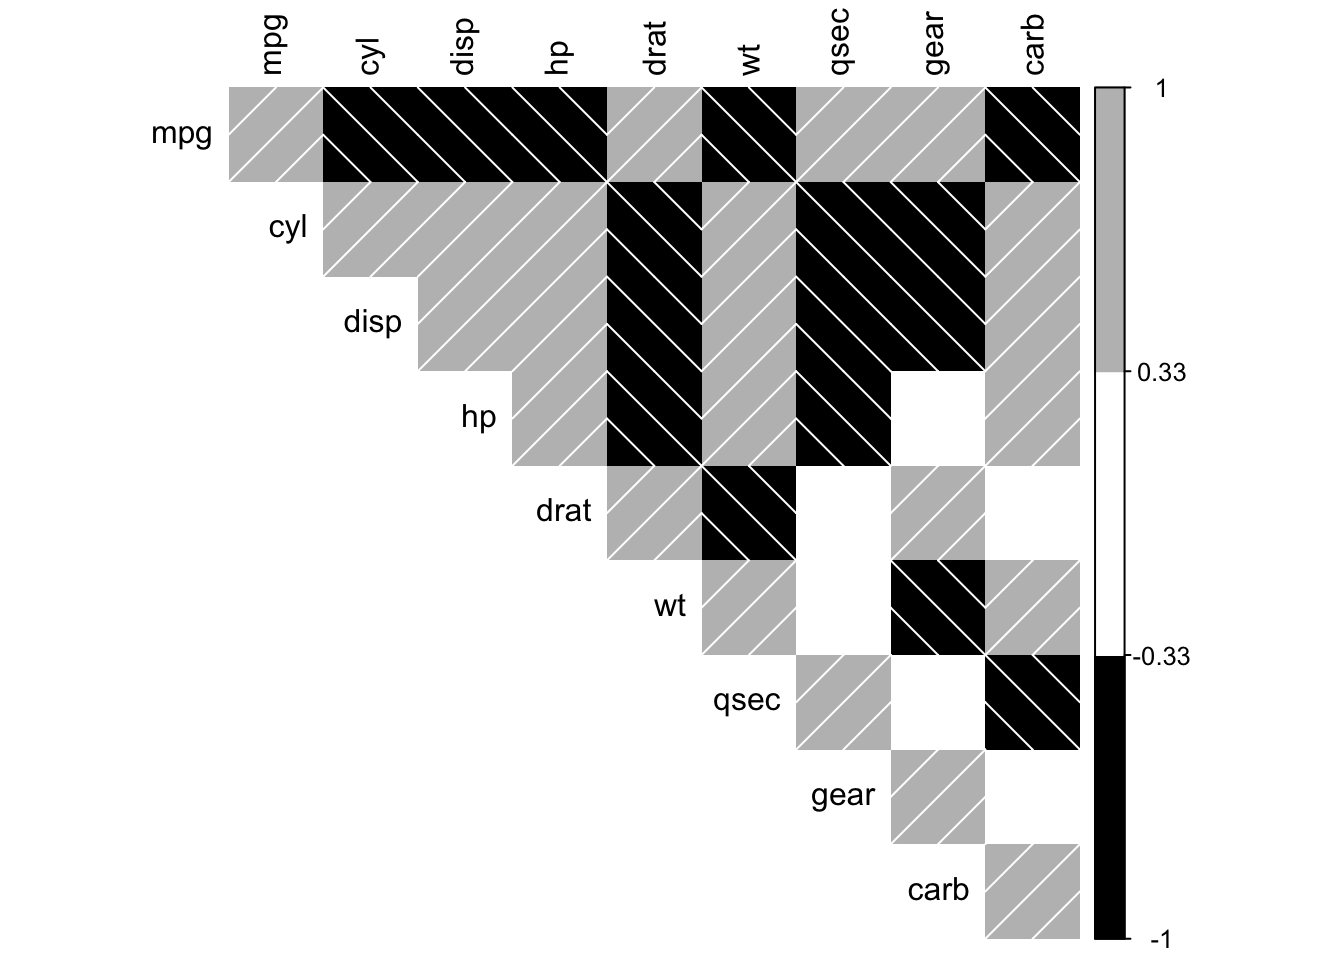 mpg
cyl
disp
hp
drat
wt
qsec
gear
carb
mpg
cyl
disp
hp
drat
wt
qsec
gear
carb
1
0.33
-0.33
-1